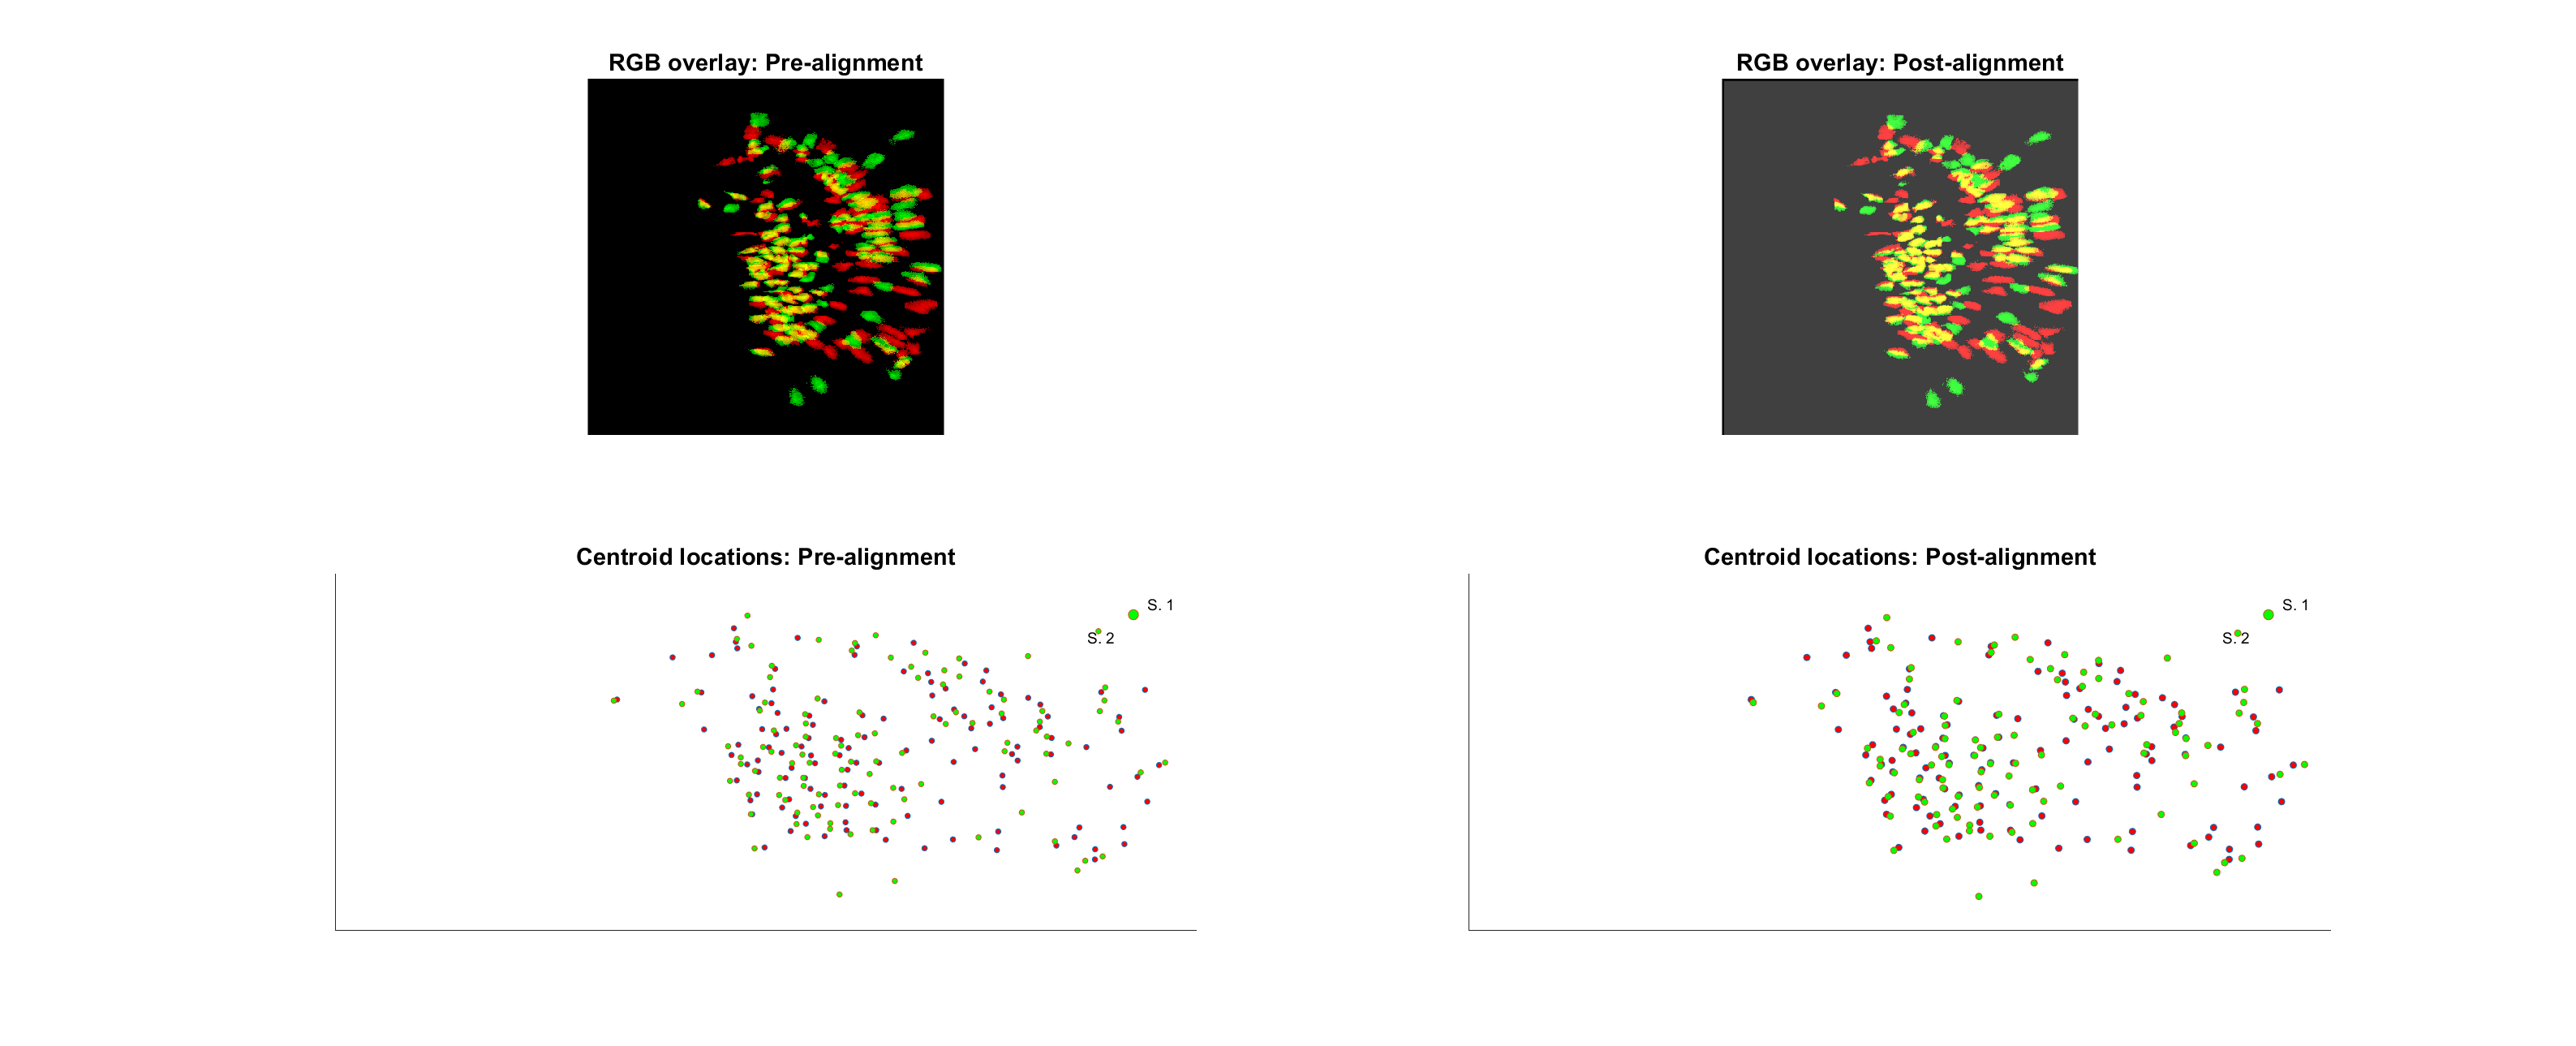 RGB overlay: Pre-alignment
RGB overlay: Post-alignment
Centroid locations: Pre-alignment
S. 1
S. 2
Centroid locations: Post-alignment
S. 1
S. 2